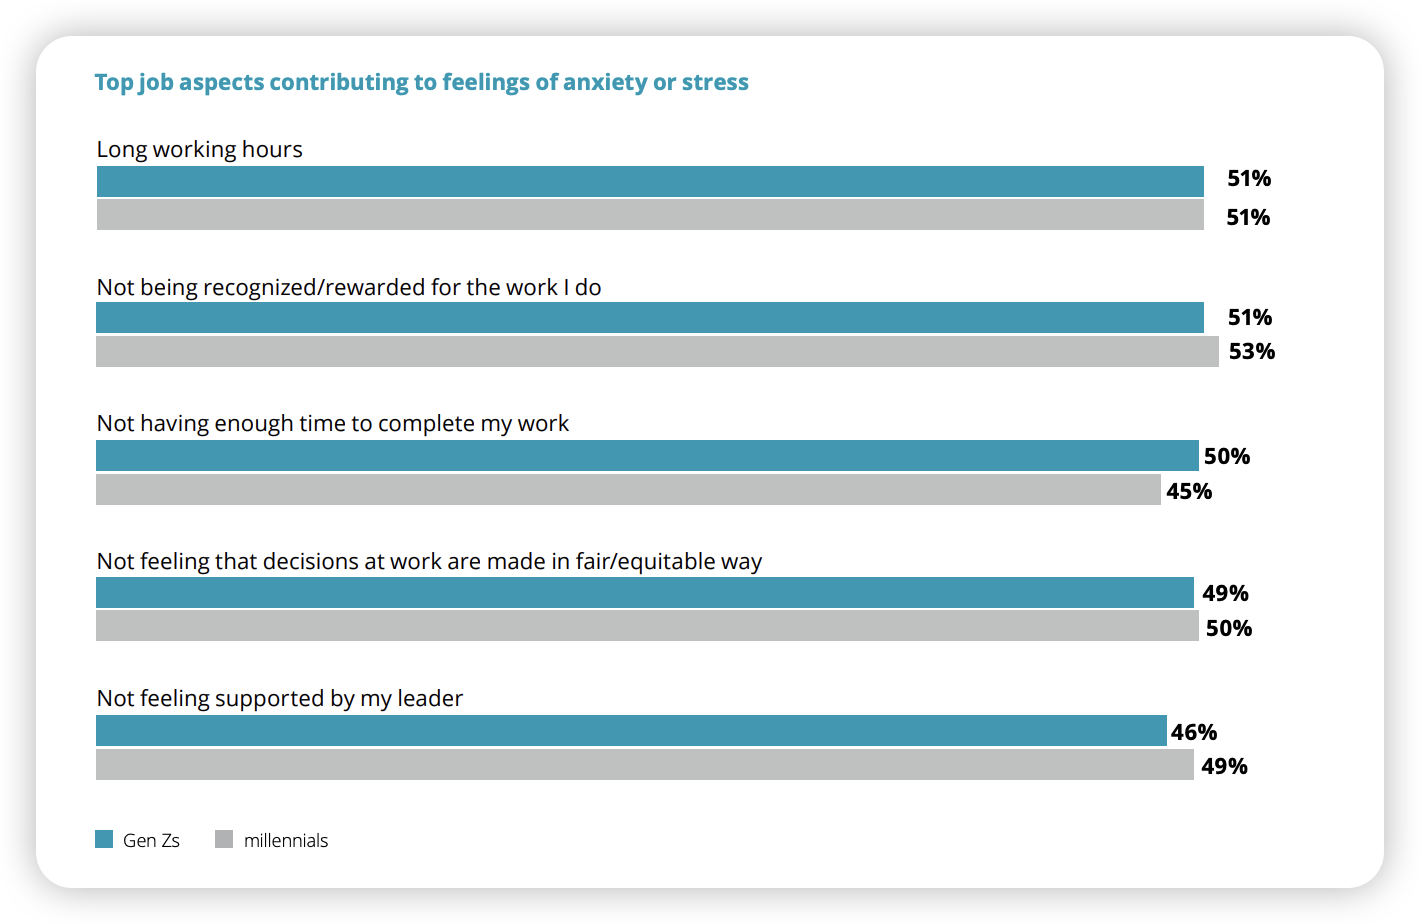 Top job aspects contributing to feelings of anxiety or stress
Long working hours
51%
51%
Not being recognized/rewarded for the work I do
51%
53%
Not having enough time to complete my work
50%
45%
Not feeling that decisions at work are made in fair/equitable way
49%
50%
Not feeling supported by my leader
46%
49%
Gen Zs millennials